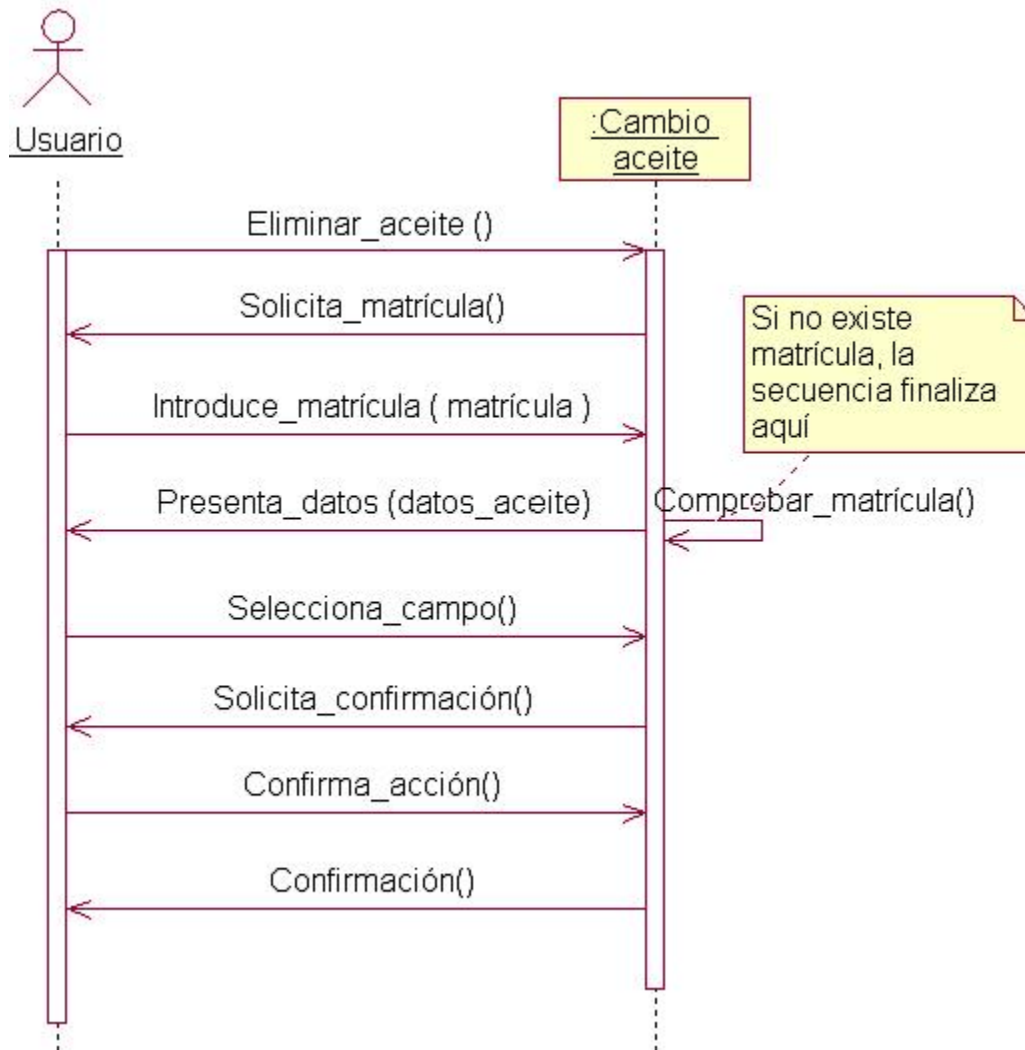 Usuario
:Cambio
aceite
Eliminar_aceite ()
Solicita_matrícula()
Si no existe
matrícula, la
secuencia finaliza
aquí
Introduce_matrícula ( matrícula )
Presenta_datos (datos_aceite)
Comprobar_matrícula()
Selecciona_campo()
Solicita_confirmación()
Confirma_acción()
Confirmación()